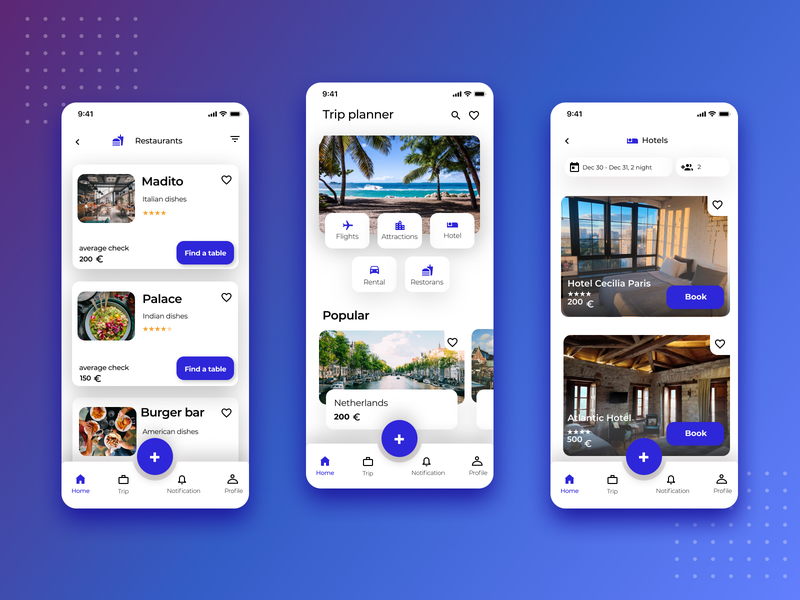 9:41
Restaurants
Madito
Italian dishes
average check
200 €
Find a table
Palace
Indian dishes
average check
150 €
Find a table
Burger bar
American dishes
Home
Trip
Notification
Profile
9:41
Trip planner
Flights
Attractions
Hotel
Rental
Restorans
Popular
Netherlands
200 €
Home
Trip
Notification
Profile
9:41
Hotels
Dec 30 - Dec 31, 2 night
2
Hotel Cecilia Paris
200 €
Book
Atlantic Hotel
500 €
Book
Home
Trip
Notification
Profile